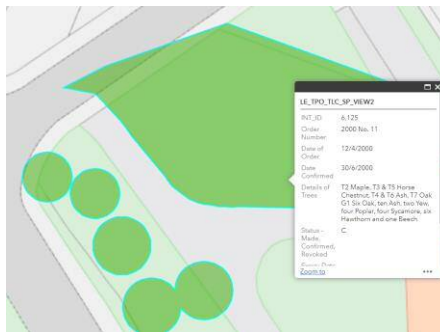 LE_TPO_TLC_SP_VIEW2
INT_ID 6,125
Order 2000 No. 11
Number
Date of 12/4/2000
Order
Date 30/6/2000
Confirmed
Details of T2 Maple, T3 & T5 Horse
Trees Chestnut, T4 & T6 Ash, T7 Oak
G1 Six Oak, ten Ash, two Yew,
four Poplar, four Sycamore, six
Hawthorn and one Beech.
Status - C
Made,
Confirmed,
Revoked
Zoom to